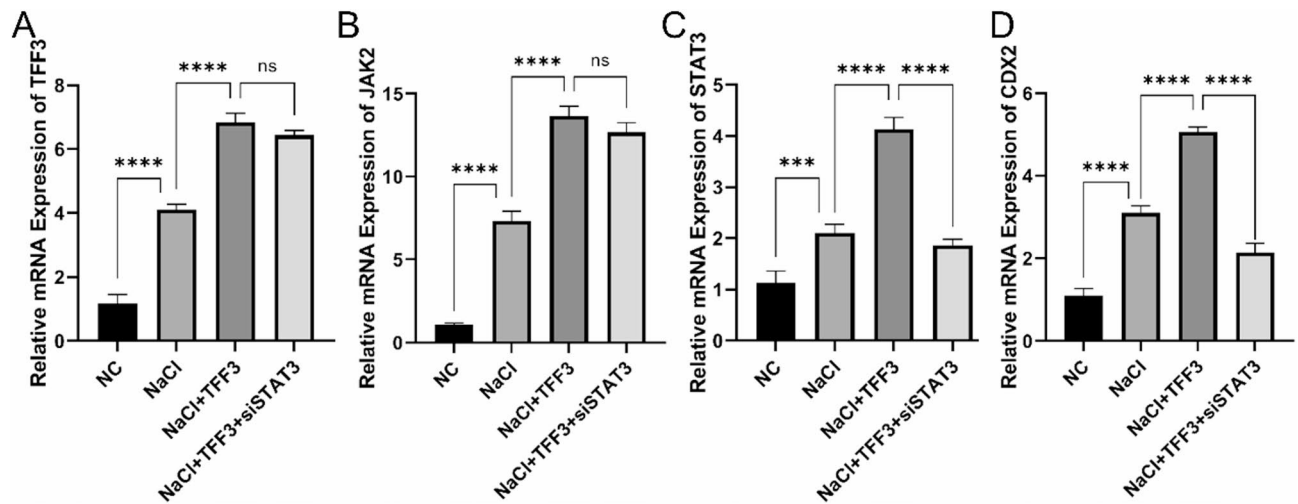 A
Relative mRNA Expression of TFF3
8
6
4
2
0
****
****
ns
NC
NaCl
NaCl+TFF3
NaCl+TFF3+siSTAT3
B
Relative mRNA Expression of JAK2
15
10
5
0
****
****
ns
NC
NaCl
NaCl+TFF3
NaCl+TFF3+siSTAT3
C
Relative mRNA Expression of STAT3
5
4
3
2
1
0
***
****
****
NC
NaCl
NaCl+TFF3
NaCl+TFF3+siSTAT3
D
Relative mRNA Expression of CDX2
6
4
2
0
****
****
****
NC
NaCl
NaCl+TFF3
NaCl+TFF3+siSTAT3